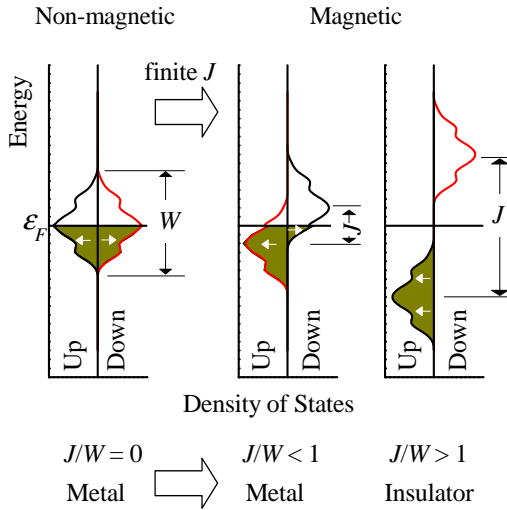 Non-magnetic
Magnetic
finite J
Energy
W
J
J
εF
Up
Down
Up
Down
Up
Down
Density of States
J/W = 0
J/W < 1
J/W > 1
Metal
Metal
Insulator